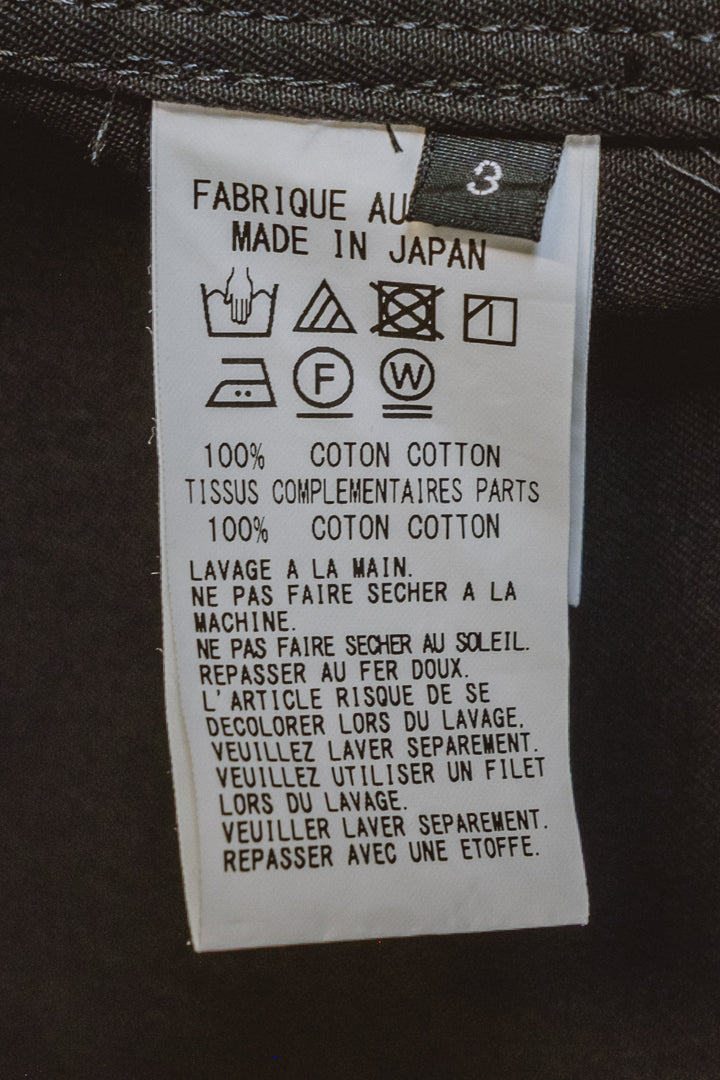 3
FABRIQUE AU
MADE IN JAPAN
F W
100% COTON COTTON
TISSUS COMPLEMENTAIRES PARTS
100% COTON COTTON
LAVAGE A LA MAIN.
NE PAS FAIRE SECHER A LA
MACHINE.
NE PAS FAIRE SECHER AU SOLEIL.
REPASSER AU FER DOUX.
L'ARTICLE RISQUE DE SE
DECOLORER LORS DU LAVAGE.
VEUILLEZ LAVER SEPAREMENT.
VEUILLEZ UTILISER UN FILET
LORS DU LAVAGE.
VEUILLER LAVER SEPAREMENT.
REPASSER AVEC UNE ETOFFE.